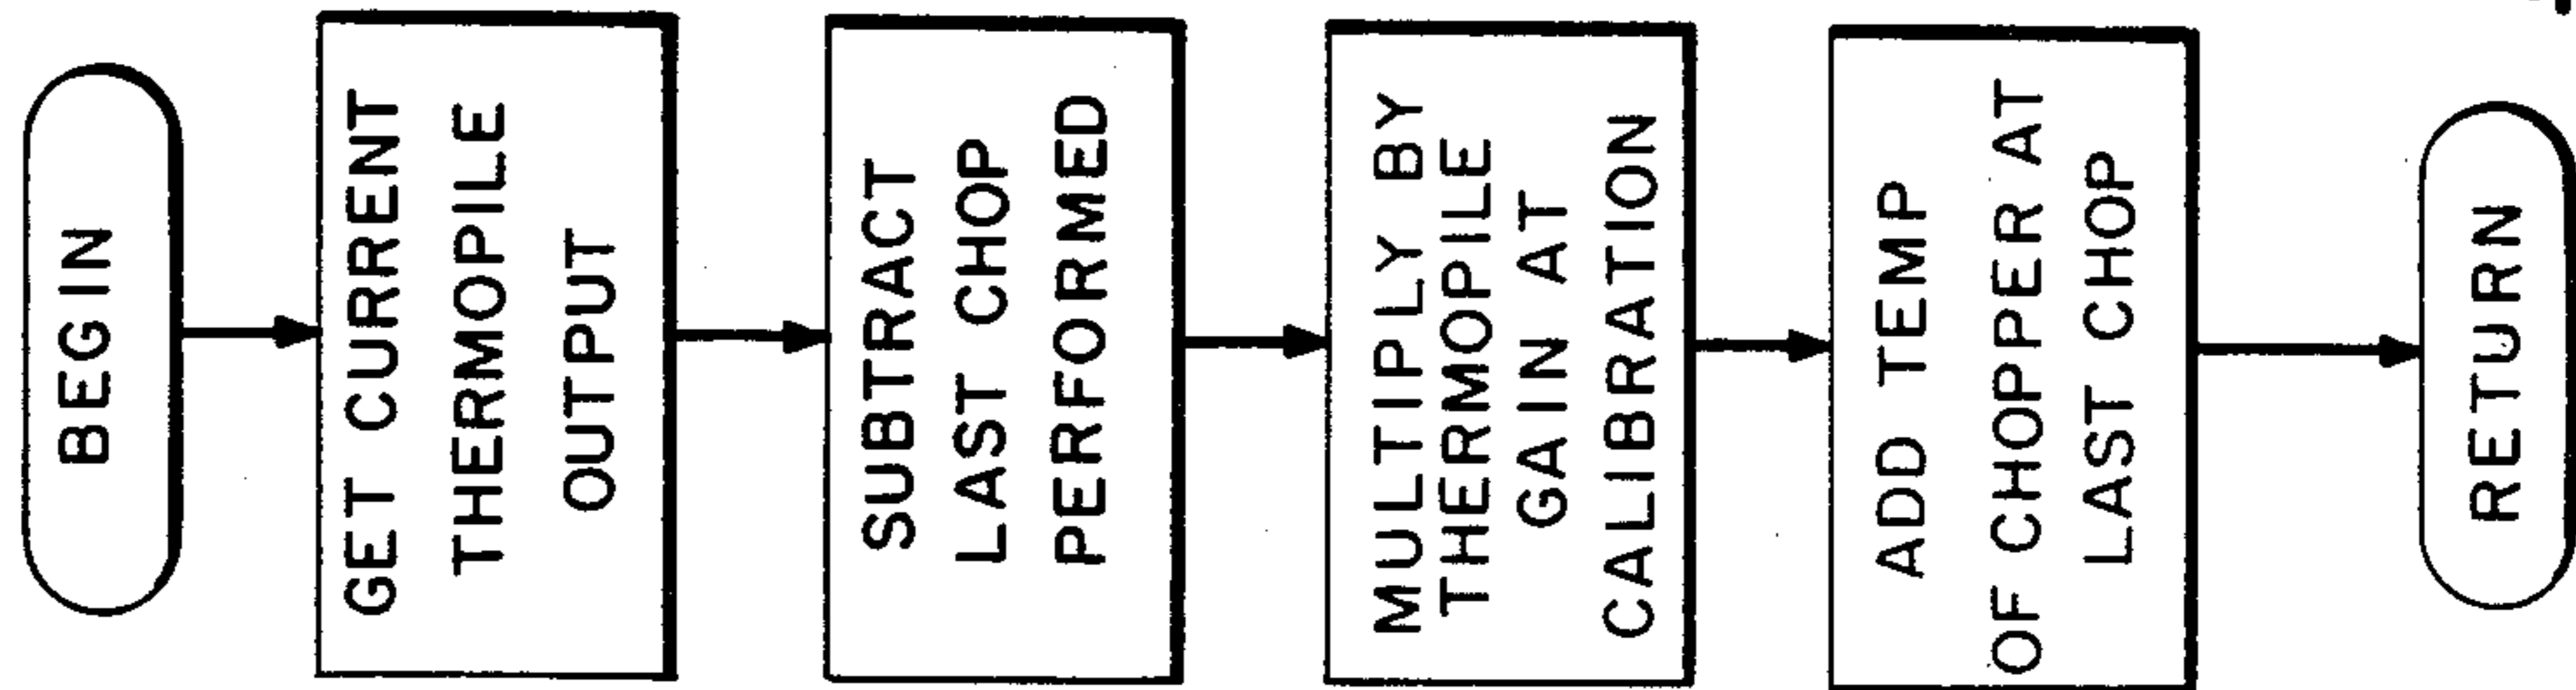 BEGIN
GET CURRENT
THERMOPILE
OUTPUT
SUBTRACT
LAST CHOP
PERFORMED
MULTIPLY BY
THERMOPILE
GAIN AT
CALIBRATION
ADD TEMP
OF CHOPPER AT
LAST CHOP
RETURN